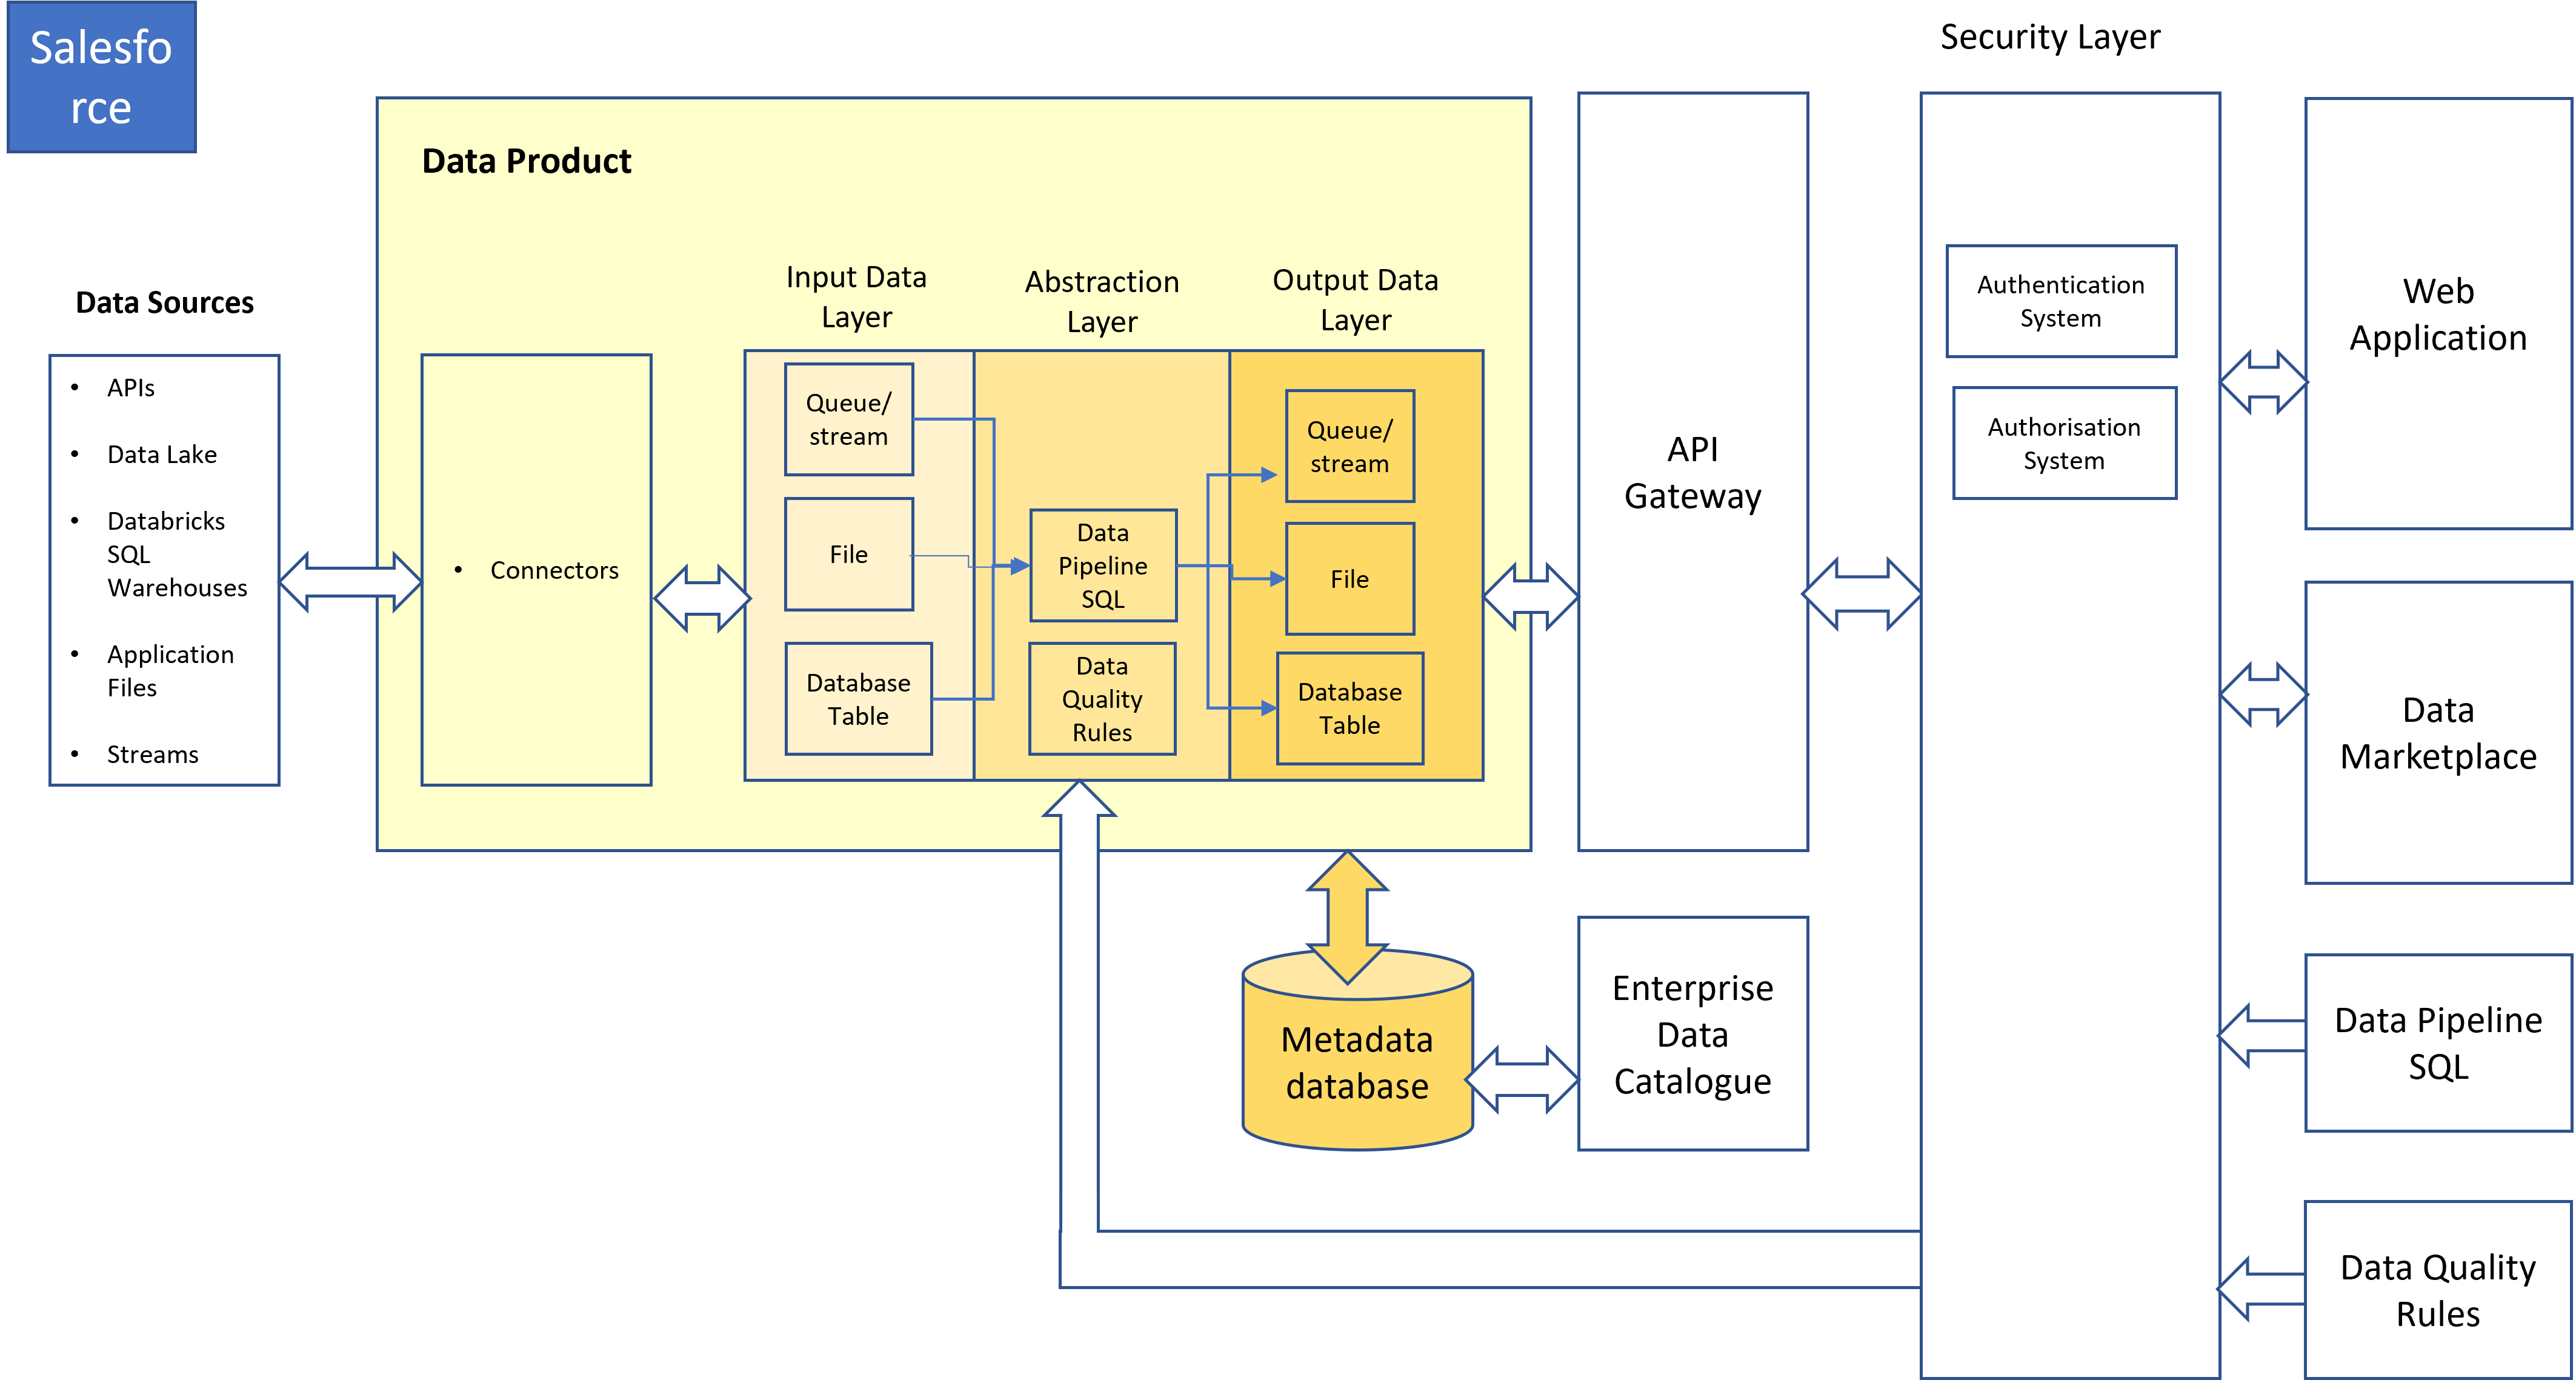 Salesfo
rce
Security Layer
Data Product
Data Sources
• APIs
• Data Lake
• Databricks
SQL
Warehouses
• Application
Files
• Streams
• Connectors
Input Data
Layer
Abstraction
Layer
Output Data
Layer
Queue/
stream
File
Database
Table
Data
Pipeline
SQL
Data
Quality
Rules
Queue/
stream
File
Database
Table
API
Gateway
Authentication
System
Authorisation
System
Web
Application
Data
Marketplace
Metadata
database
Enterprise
Data
Catalogue
Data Pipeline
SQL
Data Quality
Rules